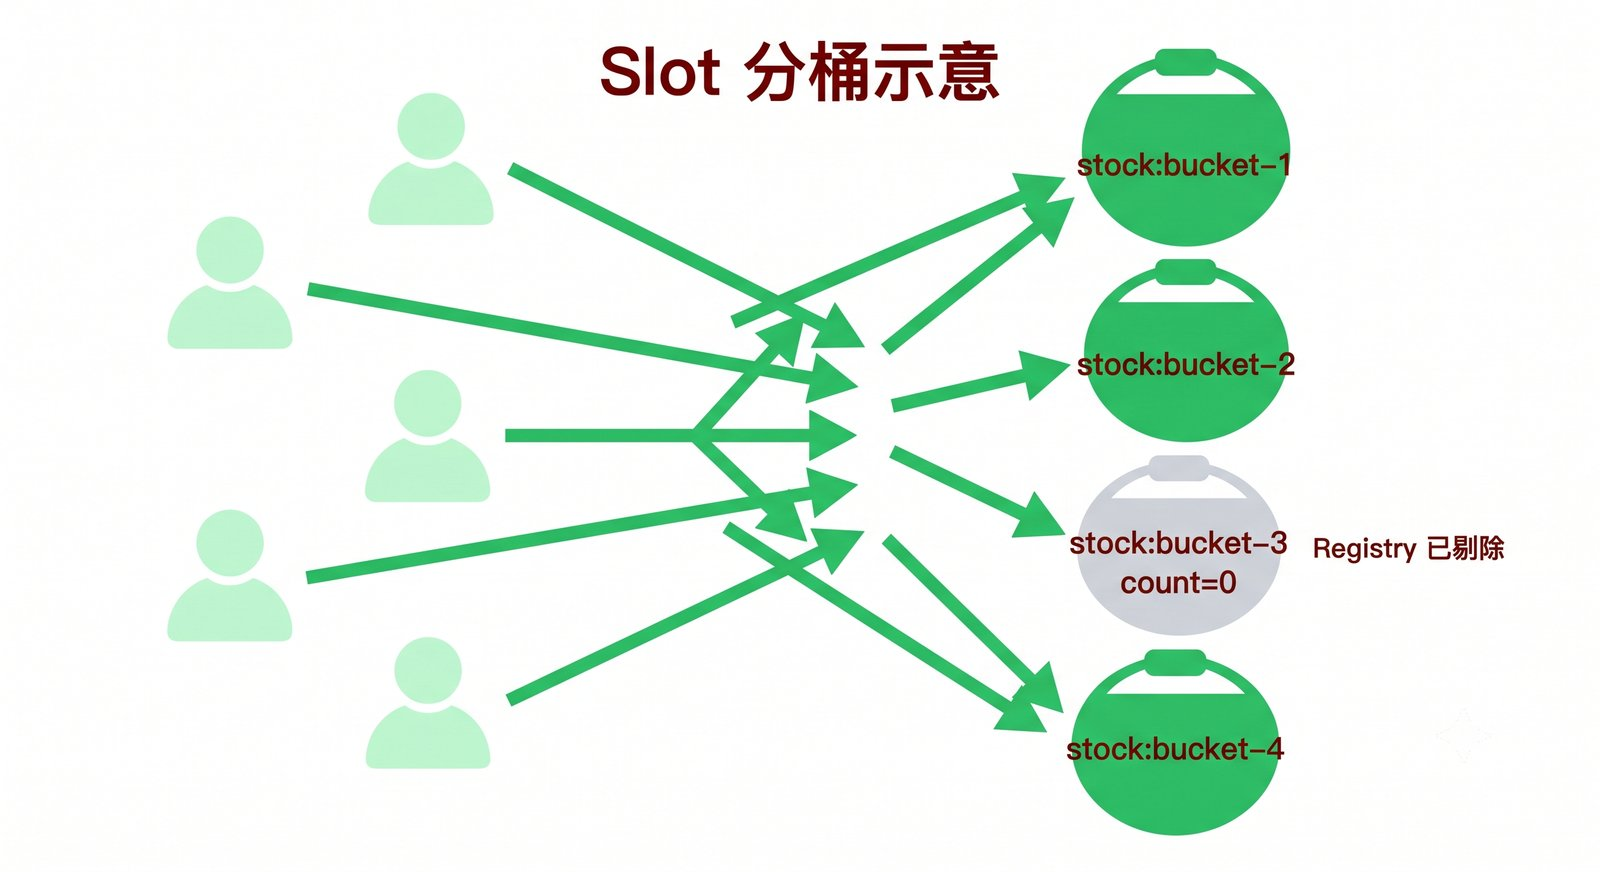 Slot 分桶示意
stock:bucket-1
stock:bucket-2
stock:bucket-3
count=0
Registry 已剔除
stock:bucket-4